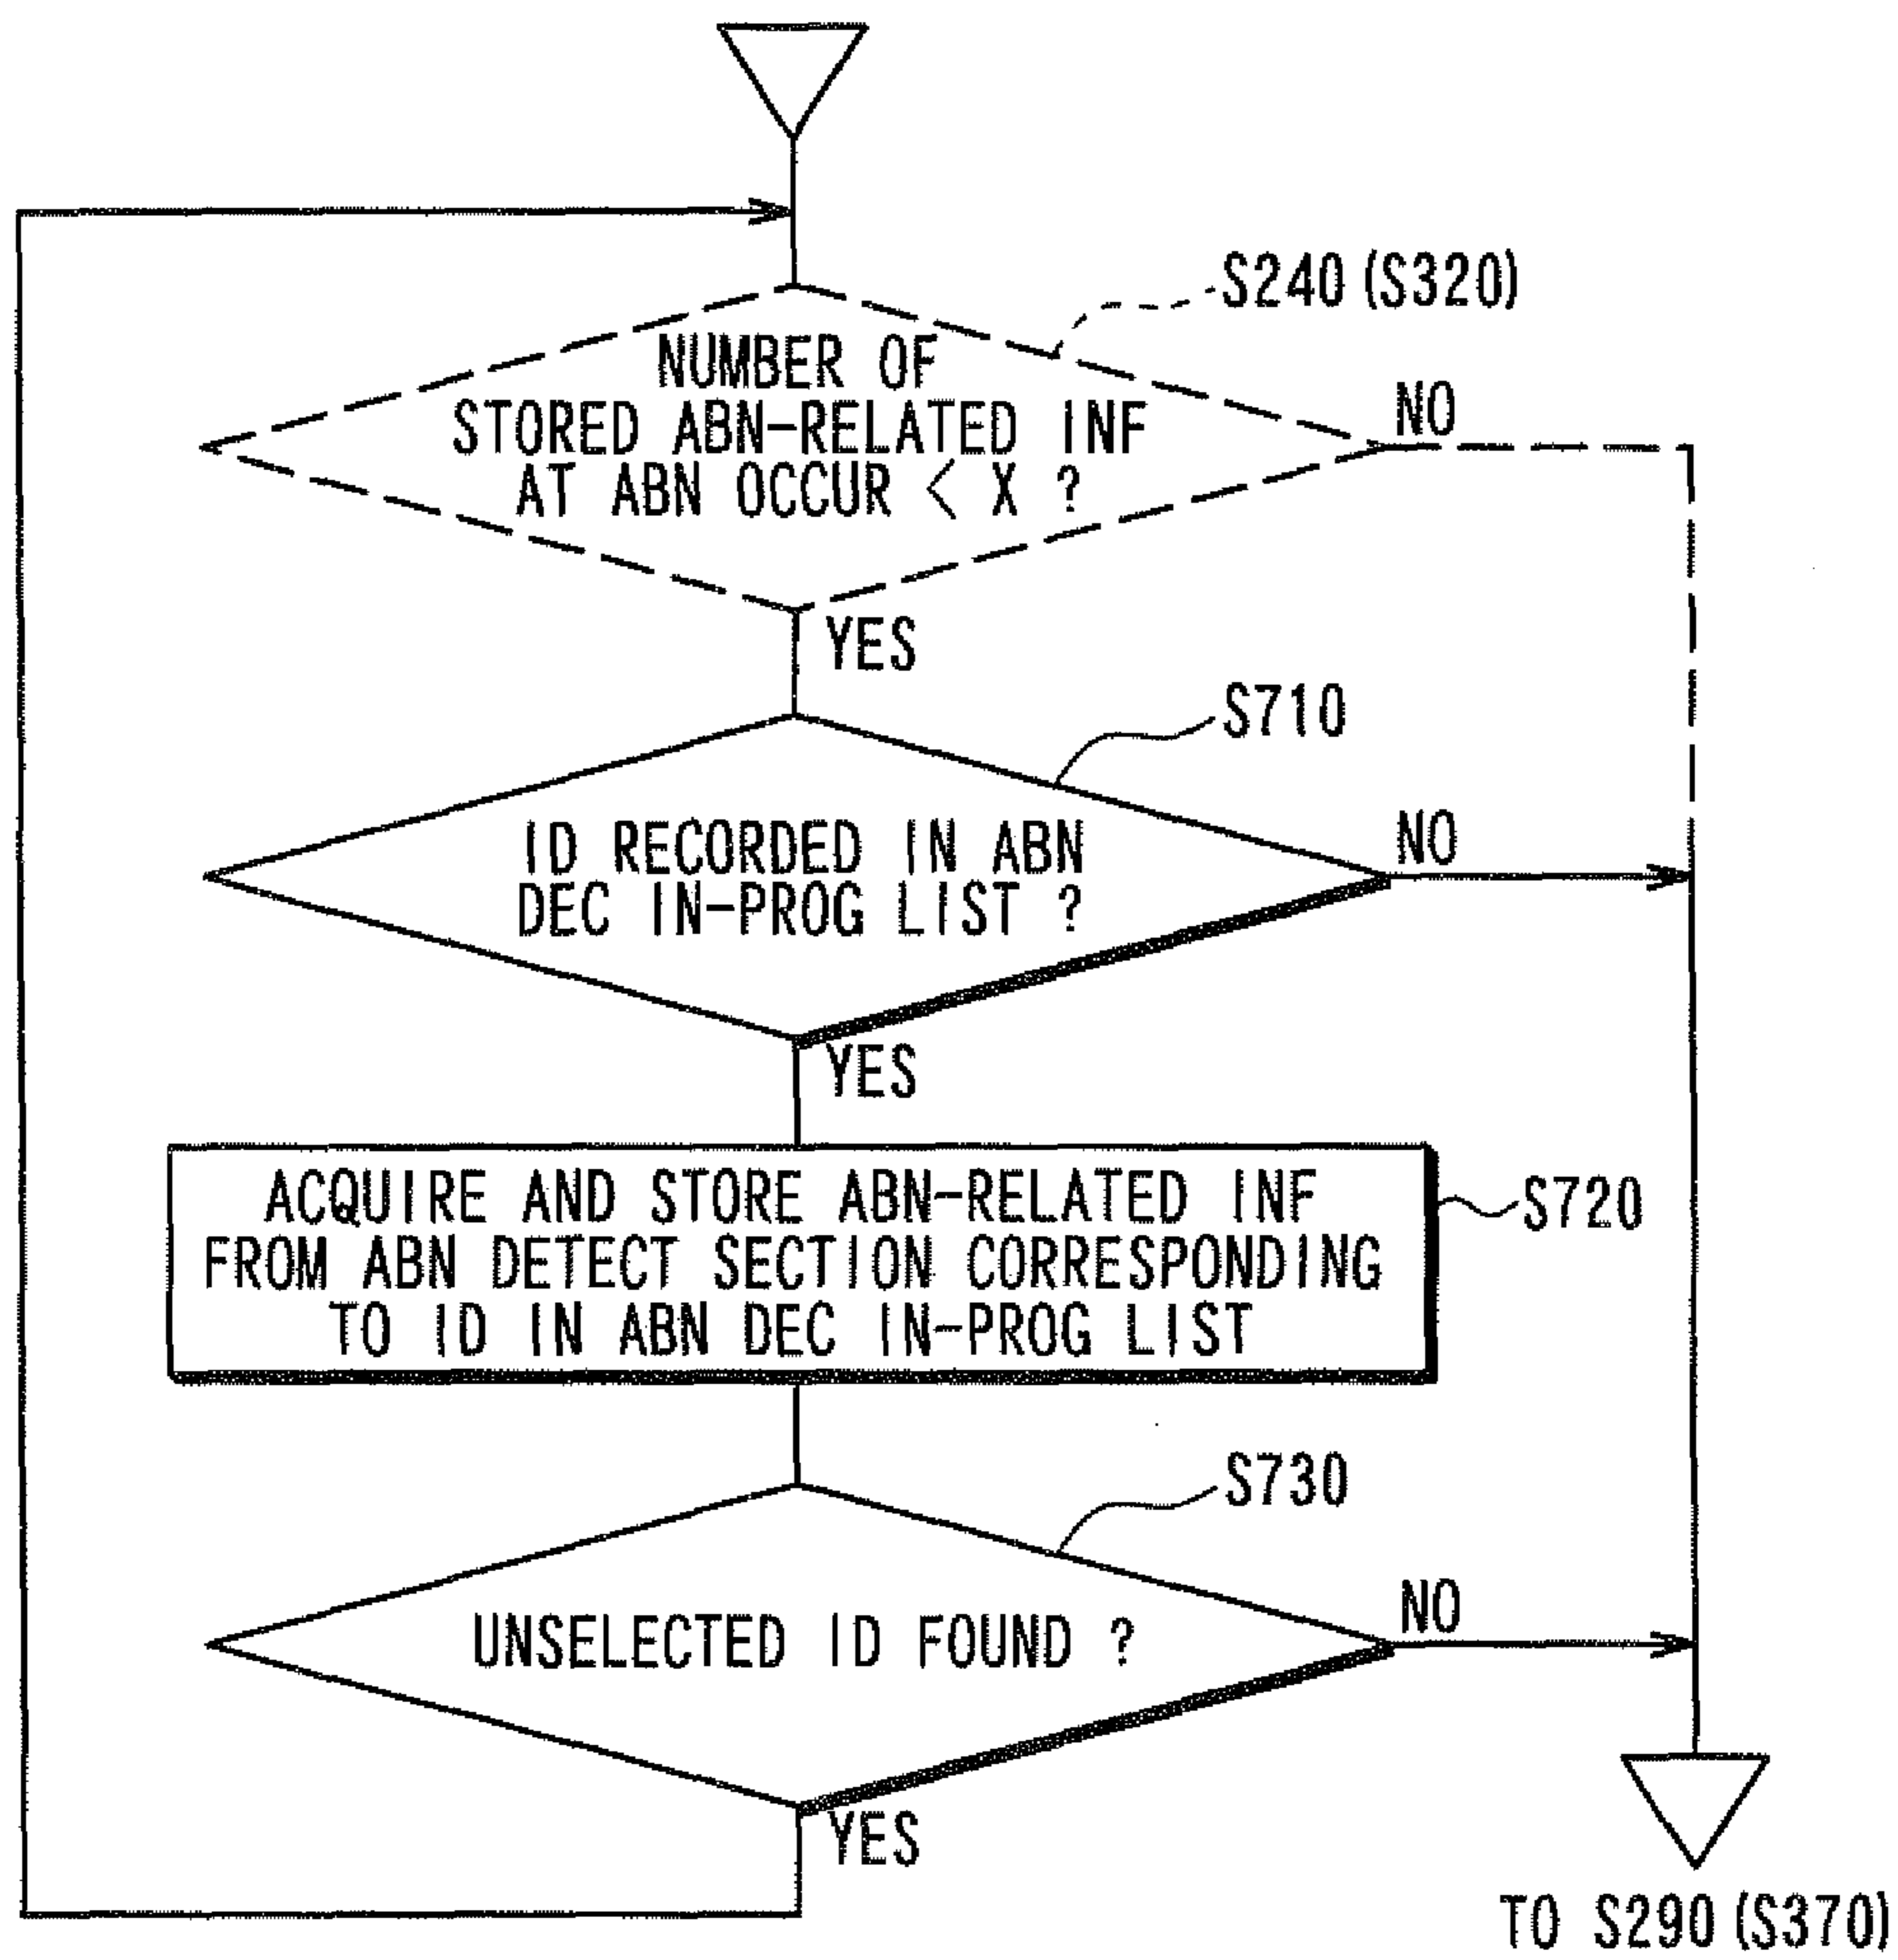 S240 (S320)
NUMBER OF
STORED ABN-RELATED INF
AT ABN OCCUR < X ?
NO
YES
S710
ID RECORDED IN ABN
DEC IN-PROG LIST ?
NO
YES
ACQUIRE AND STORE ABN-RELATED INF
FROM ABN DETECT SECTION CORRESPONDING
TO ID IN ABN DEC IN-PROG LIST
S720
S730
UNSELECTED ID FOUND ?
NO
YES
TO S290 (S370)